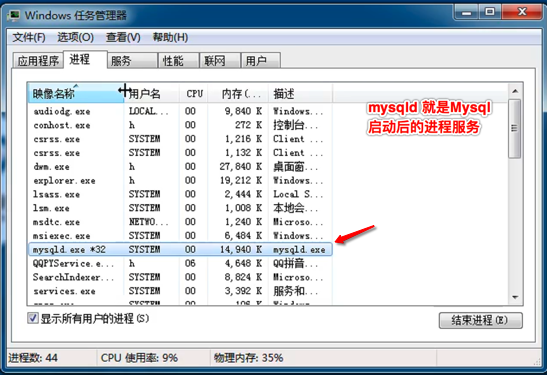 Windows 任务管理器
文件(F) 选项(O) 查看(V) 帮助(H)
应用程序 进程 服务 性能 联网 用户
映像名称 用户名 CPU 内存(... 描述
audiodg.exe LOCAL... 00 9,840 K Windows...
conhost.exe h 00 272 K 控制台...
csrss.exe SYSTEM 00 1,216 K Client ...
csrss.exe SYSTEM 00 1,132 K Client ...
dwm.exe h 00 27,840 K 桌面窗...
explorer.exe h 00 19,212 K Windows...
lsass.exe SYSTEM 00 2,444 K Local S...
lsm.exe SYSTEM 00 1,008 K 本地会...
msdtc.exe NETWO... 00 1,240 K Microso...
msiexec.exe SYSTEM 00 6,484 K Windows...
mysqld.exe *32 SYSTEM 00 14,940 K mysqld.exe
QQPYService.e... h 06 4,648 K QQ拼音...
SearchIndexer... SYSTEM 00 8,824 K Microso...
services.exe SYSTEM 00 3,392 K 服务和...
mysqld 就是Mysql
启动后的进程服务
显示所有用户的进程(S)
结束进程(E)
进程数: 44 CPU 使用率: 9% 物理内存: 35%